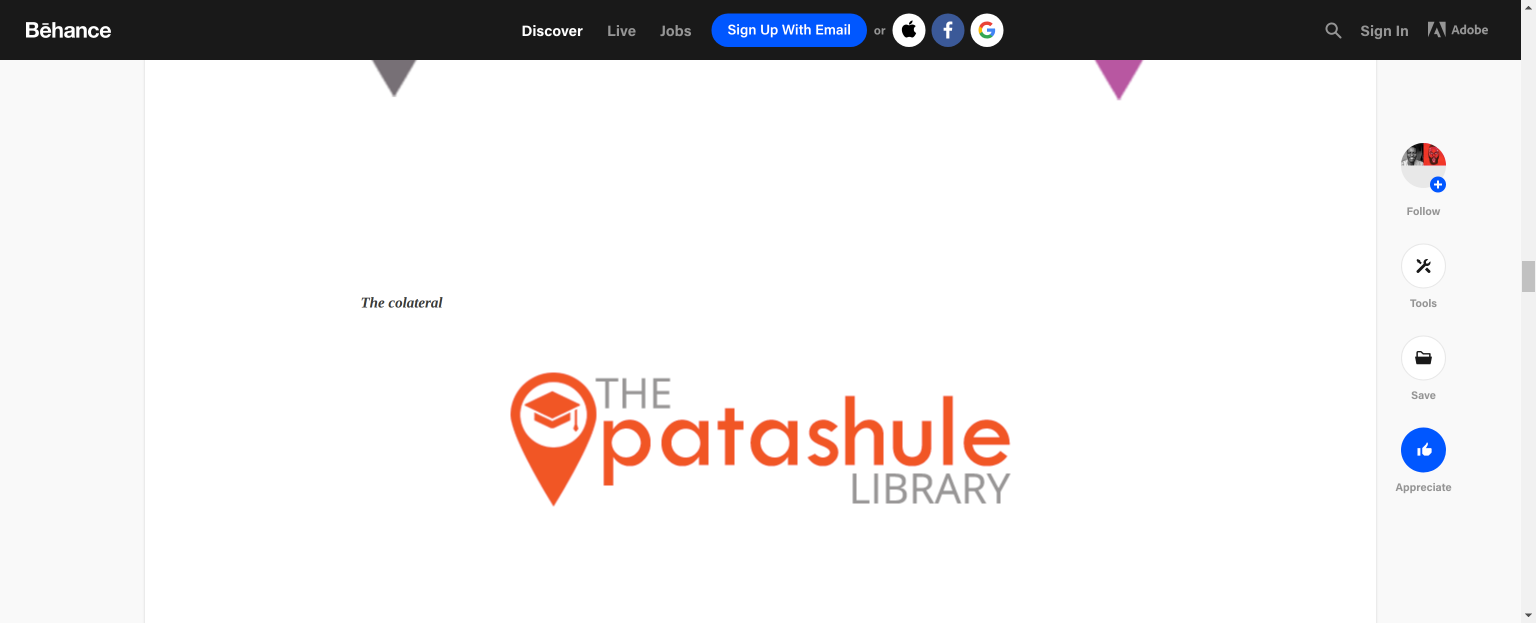 Bēhance
Discover
Live
Jobs
Sign Up With Email
or
Sign In
Adobe
Follow
Tools
Save
Appreciate
The colateral
THE
patashule
LIBRARY